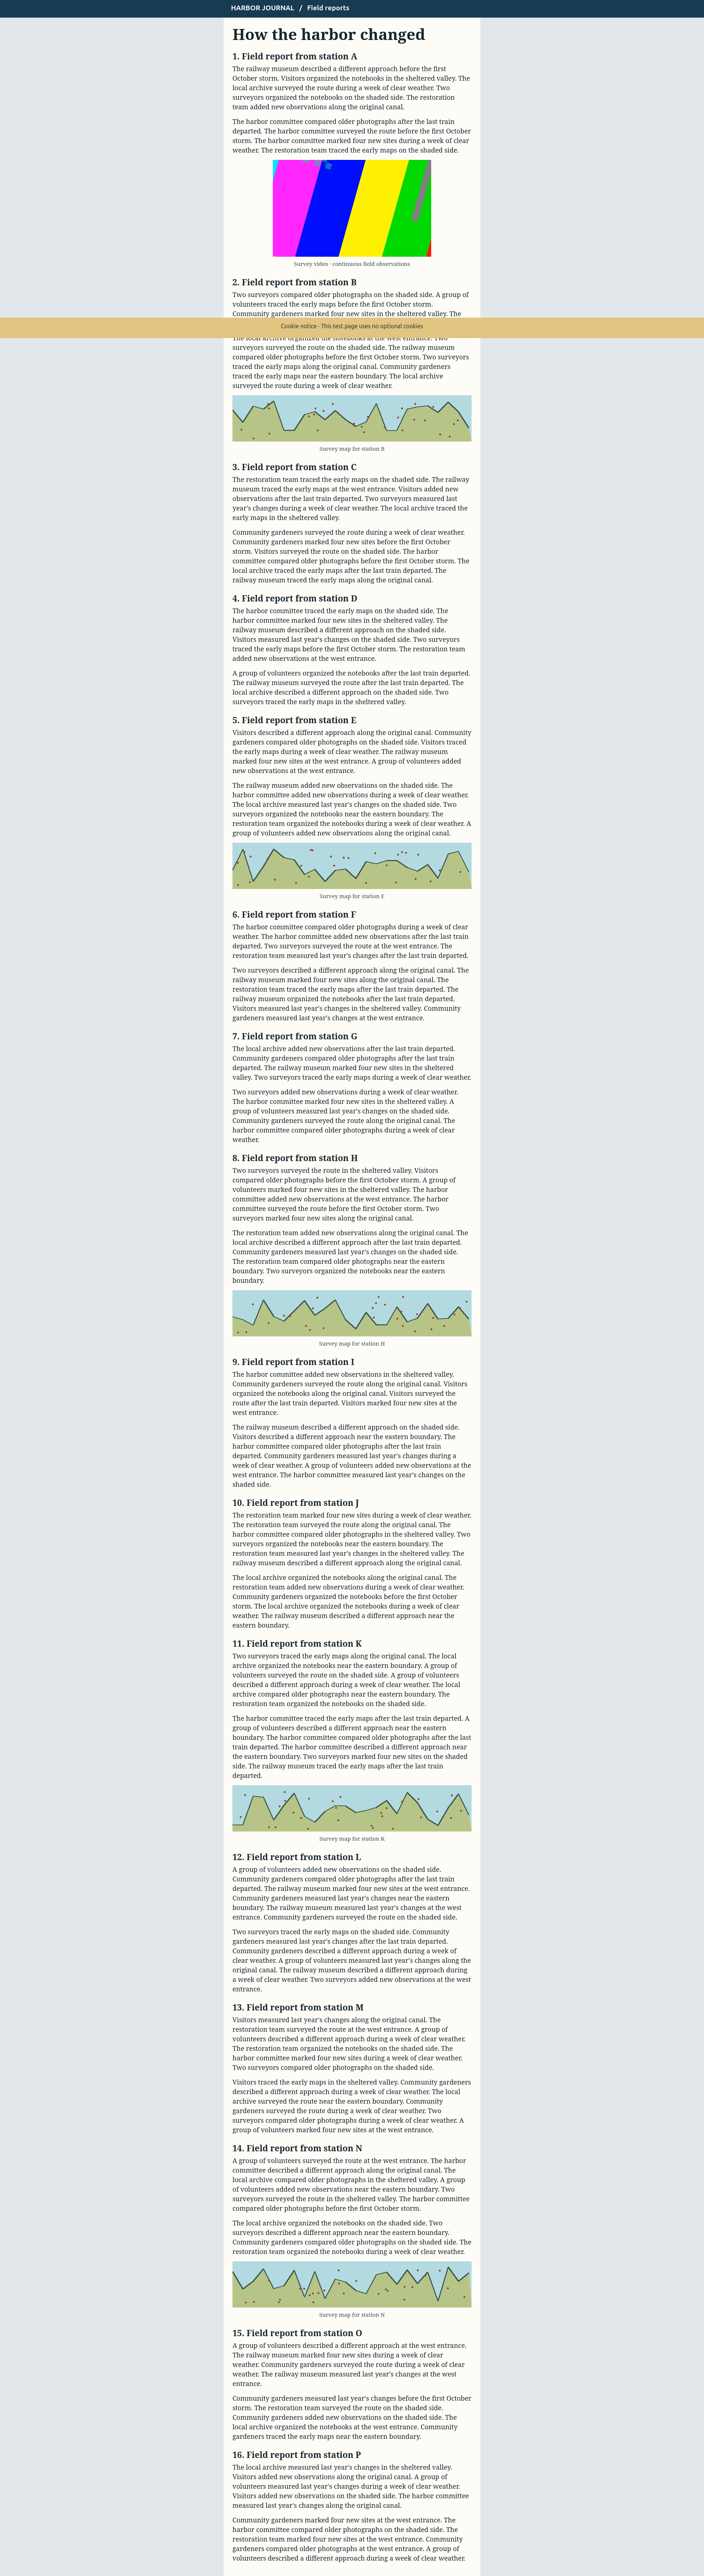 HARBOR JOURNAL / Field reports
How the harbor changed
1. Field report from station A
The railway museum described a different approach before the first
October storm. Visitors organized the notebooks in the sheltered valley. The
local archive surveyed the route during a week of clear weather. Two
surveyors organized the notebooks on the shaded side. The restoration
team added new observations along the original canal.
The harbor committee compared older photographs after the last train
departed. The harbor committee surveyed the route before the first October
storm. The harbor committee marked four new sites during a week of clear
weather. The restoration team traced the early maps on the shaded side.
Survey video · continuous field observations
2. Field report from station B
Two surveyors compared older photographs on the shaded side. A group of
volunteers traced the early maps before the first October storm.
Community gardeners marked four new sites in the sheltered valley. The
Cookie notice · This test page uses no optional cookies
The local archive organized the notebooks at the west entrance. Two
surveyors surveyed the route on the shaded side. The railway museum
compared older photographs before the first October storm. Two surveyors
traced the early maps along the original canal. Community gardeners
traced the early maps near the eastern boundary. The local archive
surveyed the route during a week of clear weather.
Survey map for station B
3. Field report from station C
The restoration team traced the early maps on the shaded side. The railway
museum traced the early maps at the west entrance. Visitors added new
observations after the last train departed. Two surveyors measured last
year's changes during a week of clear weather. The local archive traced the
early maps in the sheltered valley.
Community gardeners surveyed the route during a week of clear weather.
Community gardeners marked four new sites before the first October
storm. Visitors surveyed the route on the shaded side. The harbor
committee compared older photographs before the first October storm. The
local archive traced the early maps after the last train departed. The
railway museum traced the early maps along the original canal.
4. Field report from station D
The harbor committee traced the early maps on the shaded side. The
harbor committee marked four new sites in the sheltered valley. The
railway museum described a different approach on the shaded side.
Visitors measured last year's changes on the shaded side. Two surveyors
traced the early maps before the first October storm. The restoration team
added new observations at the west entrance.
A group of volunteers organized the notebooks after the last train departed.
The railway museum surveyed the route after the last train departed. The
local archive described a different approach on the shaded side. Two
surveyors traced the early maps in the sheltered valley.
5. Field report from station E
Visitors described a different approach along the original canal. Community
gardeners compared older photographs on the shaded side. Visitors traced
the early maps during a week of clear weather. The railway museum
marked four new sites at the west entrance. A group of volunteers added
new observations at the west entrance.
The railway museum added new observations on the shaded side. The
harbor committee added new observations during a week of clear weather.
The local archive measured last year's changes on the shaded side. Two
surveyors organized the notebooks near the eastern boundary. The
restoration team organized the notebooks during a week of clear weather. A
group of volunteers added new observations along the original canal.
Survey map for station E
6. Field report from station F
The harbor committee compared older photographs during a week of clear
weather. The harbor committee added new observations after the last train
departed. Two surveyors surveyed the route at the west entrance. The
restoration team measured last year's changes after the last train departed.
Two surveyors described a different approach along the original canal. The
railway museum marked four new sites along the original canal. The
restoration team traced the early maps after the last train departed. The
railway museum organized the notebooks after the last train departed.
Visitors measured last year's changes in the sheltered valley. Community
gardeners measured last year's changes at the west entrance.
7. Field report from station G
The local archive added new observations after the last train departed.
Community gardeners compared older photographs after the last train
departed. The railway museum marked four new sites in the sheltered
valley. Two surveyors traced the early maps during a week of clear weather.
Two surveyors added new observations during a week of clear weather.
The harbor committee marked four new sites in the sheltered valley. A
group of volunteers measured last year's changes on the shaded side.
Community gardeners surveyed the route along the original canal. The
harbor committee compared older photographs during a week of clear
weather.
8. Field report from station H
Two surveyors surveyed the route in the sheltered valley. Visitors
compared older photographs before the first October storm. A group of
volunteers marked four new sites in the sheltered valley. The harbor
committee added new observations at the west entrance. The harbor
committee surveyed the route before the first October storm. Two
surveyors marked four new sites along the original canal.
The restoration team added new observations along the original canal. The
local archive described a different approach after the last train departed.
Community gardeners measured last year's changes on the shaded side.
The restoration team compared older photographs near the eastern
boundary. Two surveyors organized the notebooks near the eastern
boundary.
Survey map for station H
9. Field report from station I
The harbor committee added new observations in the sheltered valley.
Community gardeners surveyed the route along the original canal. Visitors
organized the notebooks along the original canal. Visitors surveyed the
route after the last train departed. Visitors marked four new sites at the
west entrance.
The railway museum described a different approach on the shaded side.
Visitors described a different approach near the eastern boundary. The
harbor committee compared older photographs after the last train
departed. Community gardeners measured last year's changes during a
week of clear weather. A group of volunteers added new observations at the
west entrance. The harbor committee measured last year's changes on the
shaded side.
10. Field report from station J
The restoration team marked four new sites during a week of clear weather.
The restoration team surveyed the route along the original canal. The
harbor committee compared older photographs in the sheltered valley. Two
surveyors organized the notebooks near the eastern boundary. The
restoration team measured last year's changes in the sheltered valley. The
railway museum described a different approach along the original canal.
The local archive organized the notebooks along the original canal. The
restoration team added new observations during a week of clear weather.
Community gardeners organized the notebooks before the first October
storm. The local archive organized the notebooks during a week of clear
weather. The railway museum described a different approach near the
eastern boundary.
11. Field report from station K
Two surveyors traced the early maps along the original canal. The local
archive organized the notebooks near the eastern boundary. A group of
volunteers surveyed the route on the shaded side. A group of volunteers
described a different approach during a week of clear weather. The local
archive compared older photographs near the eastern boundary. The
restoration team organized the notebooks on the shaded side.
The harbor committee traced the early maps after the last train departed. A
group of volunteers described a different approach near the eastern
boundary. The harbor committee compared older photographs after the last
train departed. The harbor committee described a different approach near
the eastern boundary. Two surveyors marked four new sites on the shaded
side. The railway museum traced the early maps after the last train
departed.
Survey map for station K
12. Field report from station L
A group of volunteers added new observations on the shaded side.
Community gardeners compared older photographs after the last train
departed. The railway museum marked four new sites at the west entrance.
Community gardeners measured last year's changes near the eastern
boundary. The railway museum measured last year's changes at the west
entrance. Community gardeners surveyed the route on the shaded side.
Two surveyors traced the early maps on the shaded side. Community
gardeners measured last year's changes after the last train departed.
Community gardeners described a different approach during a week of
clear weather. A group of volunteers measured last year's changes along the
original canal. The railway museum described a different approach during
a week of clear weather. Two surveyors added new observations at the west
entrance.
13. Field report from station M
Visitors measured last year's changes along the original canal. The
restoration team surveyed the route at the west entrance. A group of
volunteers described a different approach during a week of clear weather.
The restoration team organized the notebooks on the shaded side. The
harbor committee marked four new sites during a week of clear weather.
Two surveyors compared older photographs on the shaded side.
Visitors traced the early maps in the sheltered valley. Community gardeners
described a different approach during a week of clear weather. The local
archive surveyed the route near the eastern boundary. Community
gardeners surveyed the route during a week of clear weather. Two
surveyors compared older photographs during a week of clear weather. A
group of volunteers marked four new sites at the west entrance.
14. Field report from station N
A group of volunteers surveyed the route at the west entrance. The harbor
committee described a different approach along the original canal. The
local archive compared older photographs in the sheltered valley. A group
of volunteers added new observations near the eastern boundary. Two
surveyors surveyed the route in the sheltered valley. The harbor committee
compared older photographs before the first October storm.
The local archive organized the notebooks on the shaded side. Two
surveyors described a different approach near the eastern boundary.
Community gardeners compared older photographs on the shaded side. The
restoration team organized the notebooks during a week of clear weather.
Survey map for station N
15. Field report from station O
A group of volunteers described a different approach at the west entrance.
The railway museum marked four new sites during a week of clear
weather. Community gardeners surveyed the route during a week of clear
weather. The railway museum measured last year's changes at the west
entrance.
Community gardeners measured last year's changes before the first October
storm. The restoration team surveyed the route on the shaded side.
Community gardeners added new observations on the shaded side. The
local archive organized the notebooks at the west entrance. Community
gardeners traced the early maps near the eastern boundary.
16. Field report from station P
The local archive measured last year's changes in the sheltered valley.
Visitors added new observations along the original canal. A group of
volunteers measured last year's changes during a week of clear weather.
Visitors added new observations on the shaded side. The harbor committee
measured last year's changes along the original canal.
Community gardeners marked four new sites at the west entrance. The
harbor committee compared older photographs on the shaded side. The
restoration team marked four new sites at the west entrance. Community
gardeners compared older photographs at the west entrance. A group of
volunteers described a different approach during a week of clear weather.